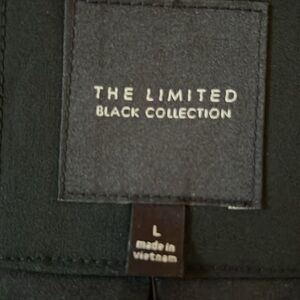 THE LIMITED
BLACK COLLECTION
L
made in
vietnam